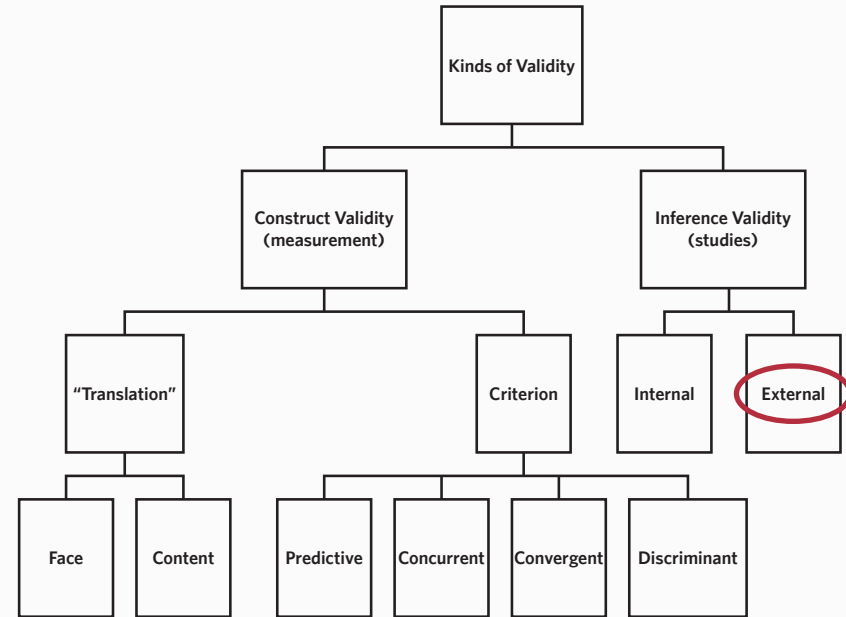 Kinds of Validity
Construct Validity
(measurement)
Inference Validity
(studies)
“Translation”
Criterion
Internal
External
Face
Content
Predictive
Concurrent
Convergent
Discriminant